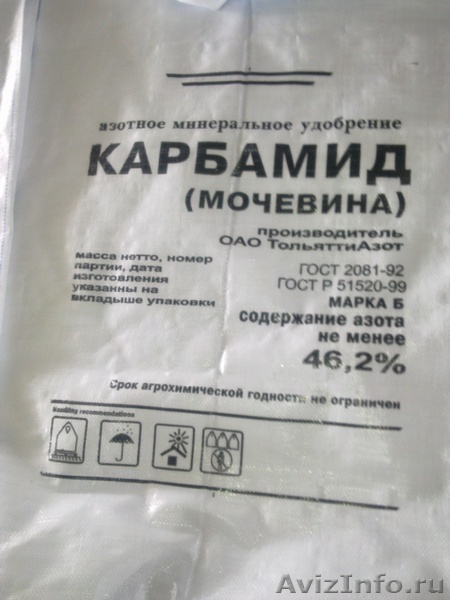 азотное минеральное удобрение
КАРБАМИД
(МОЧЕВИНА)
производитель
ОАО ТольяттиАзот
масса нетто, номер
партии, дата
изготовления
указанны на
вкладыше упаковки
ГОСТ 2081-92
ГОСТ Р 51520-99
МАРКА Б
содержание азота
не менее
46,2%
Срок агрохимической годности не ограничен
Handling recommendations
AvizInfo.ru